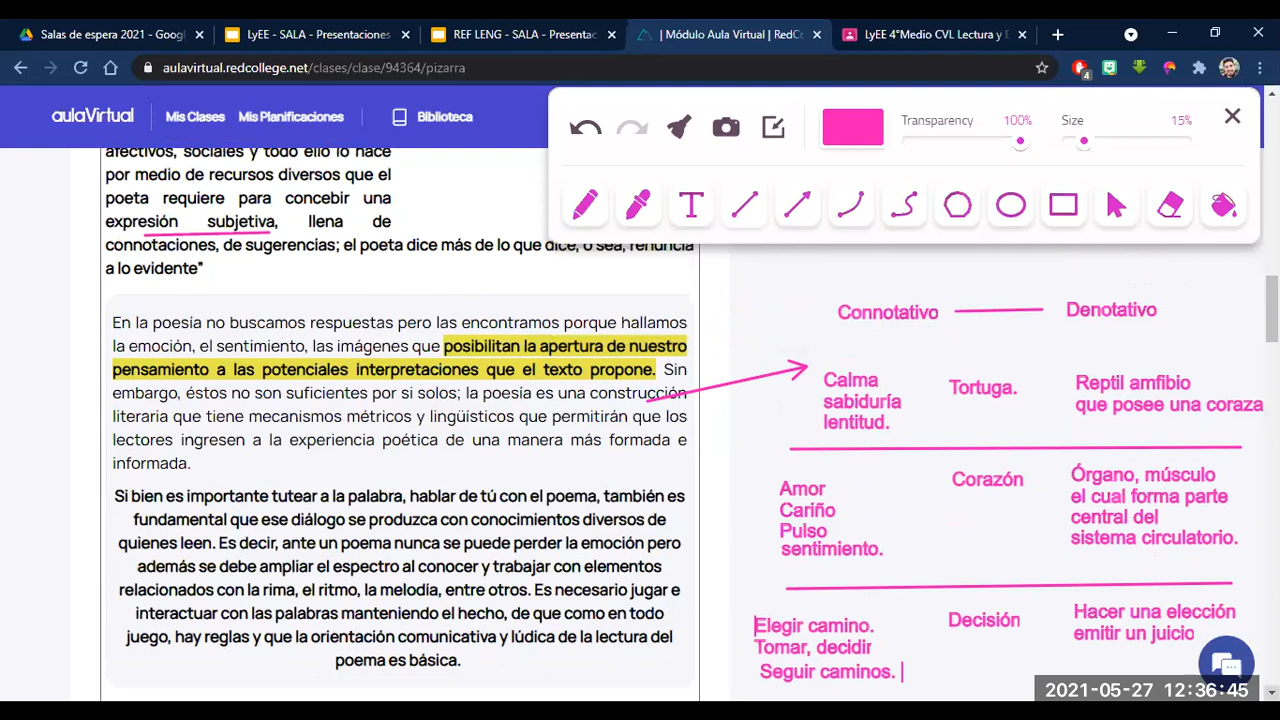 Salas de espera 2021 - Googl
LyEE - SALA - Presentaciones
REF LENG - SALA - Presentac
| Módulo Aula Virtual | RedCo
LyEE 4°Medio CVL Lectura y E
aulavirtual.redcollege.net/clases/clase/94364/pizarra
4
aulaVirtual
Mis Clases
Mis Planificaciones
Biblioteca
Transparency
100%
Size
15%
T
afectivos, sociales y todo ello lo hace
por medio de recursos diversos que el
poeta requiere para concebir una
expresión subjetiva, llena de
connotaciones, de sugerencias; el poeta dice más de lo que dice, o sea, renuncia
a lo evidente”
En la poesía no buscamos respuestas pero las encontramos porque hallamos
la emoción, el sentimiento, las imágenes que posibilitan la apertura de nuestro
pensamiento a las potenciales interpretaciones que el texto propone. Sin
embargo, éstos no son suficientes por si solos; la poesía es una construcción
litaria que tiene mecanismos métricos y lingüísticos que permitirán que los
lectores ingresen a la experiencia poética de una manera más formada e
informada.
Si bien es importante tutear a la palabra, hablar de tú con el poema, también es
fundamental que ese diálogo se produzca con conocimientos diversos de
quienes leen. Es decir, ante un poema nunca se puede perder la emoción pero
además se debe ampliar el espectro al conocer y trabajar con elementos
relacionados con la rima, el ritmo, la melodía, entre otros. Es necesario jugar e
interactuar con las palabras manteniendo el hecho, de que como en todo
juego, hay reglas y que la orientación comunicativa y lúdica de la lectura del
poema es básica.
Connotativo
Denotativo
Calma
sabiduría
lentitud.
Tortuga.
Reptil amfibio
que posee una coraza
Amor
Cariño
Pulso
sentimiento.
Corazón
Órgano, músculo
el cual forma parte
central del
sistema circulatorio.
Elegir camino.
Tomar, decidir
Seguir caminos.
Decisión
Hacer una elección
emitir un juicio
2021-05-27 12:36:45